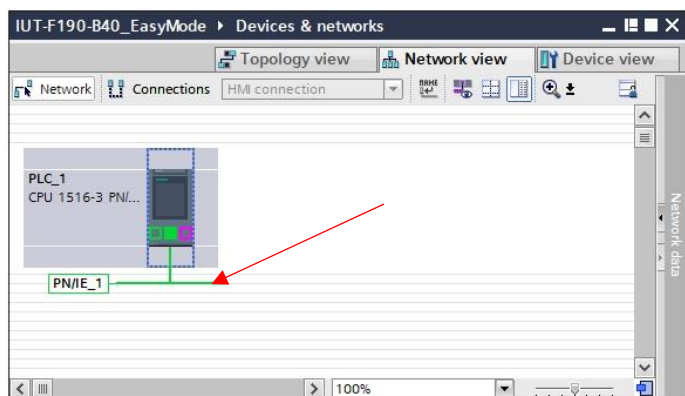 IUT-F190-B40_EasyMode ▸ Devices & networks
Topology view
Network view
Device view
Network
Connections
HMI connection
NAME
PLC_1
CPU 1516-3 PN/...
PN/IE_1
Network data
100%